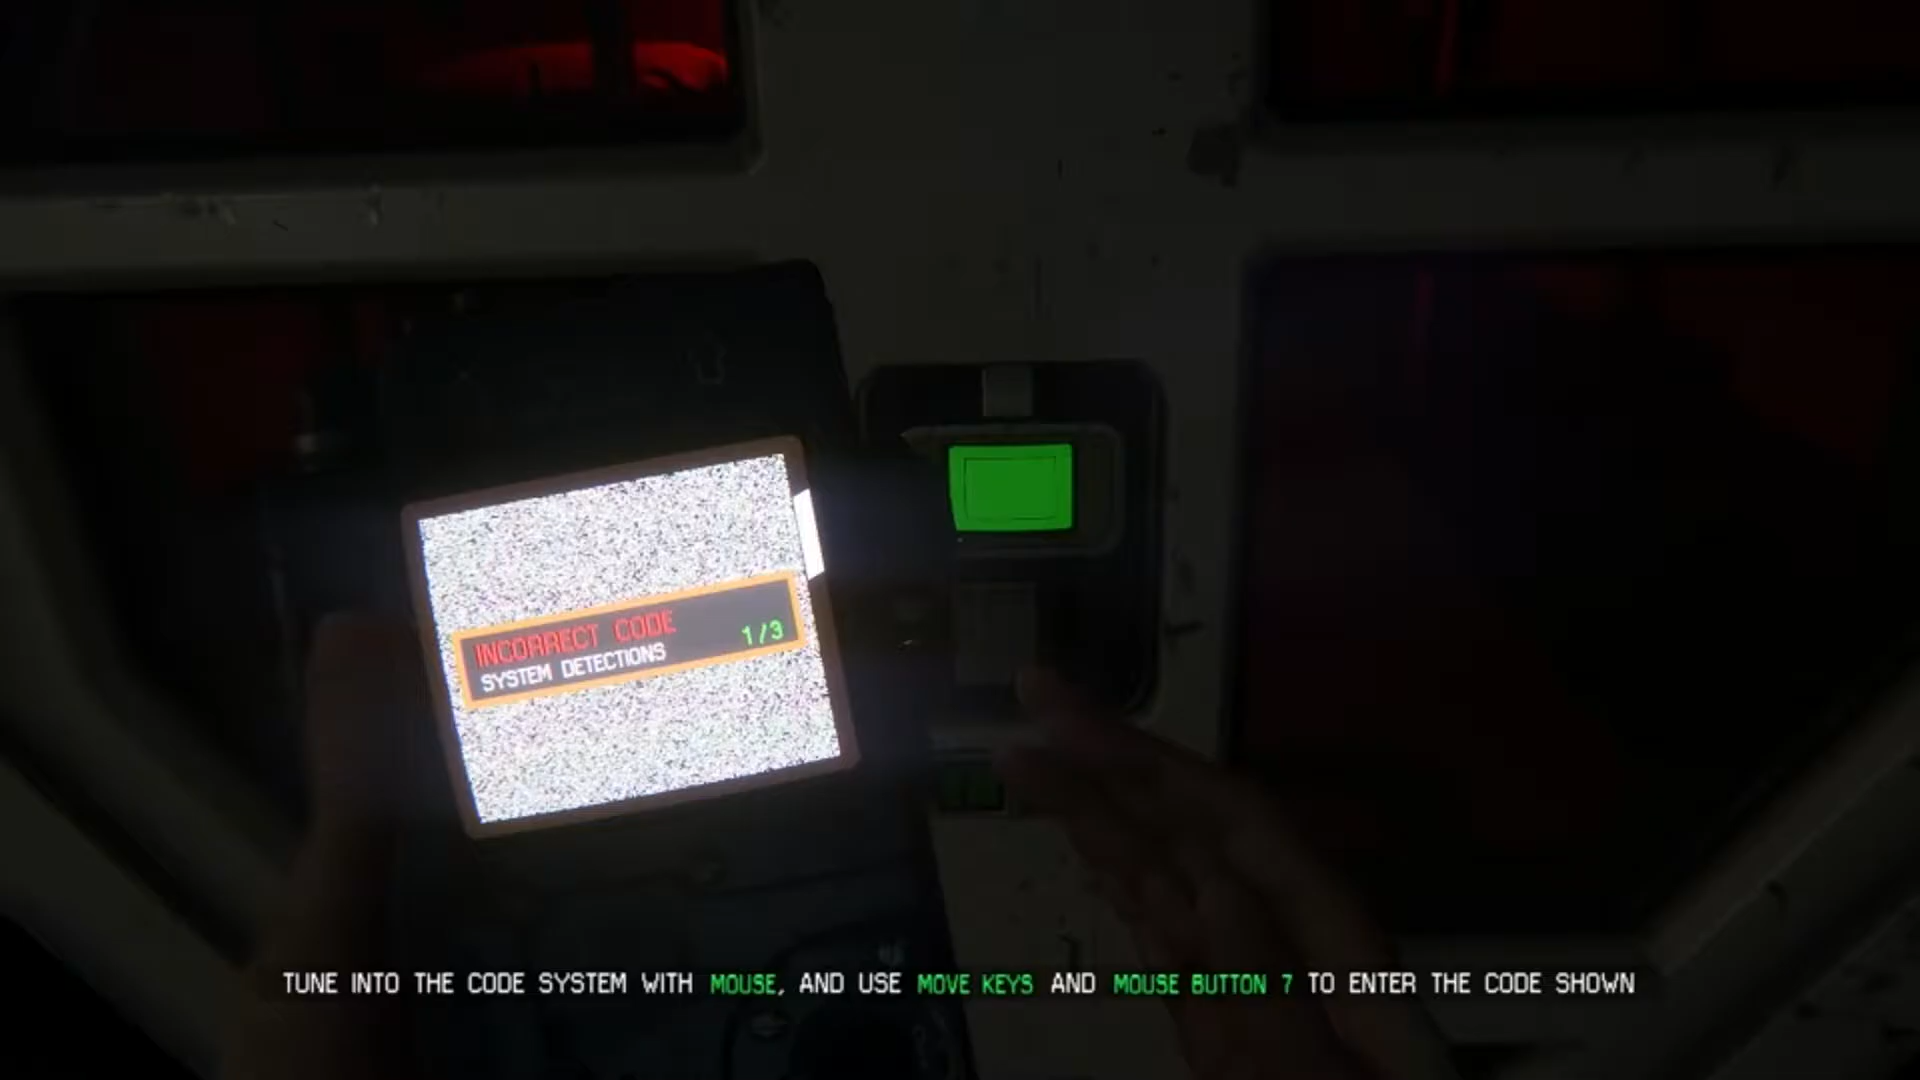 INCORRECT CODE
1/3
SYSTEM DETECTIONS
TUNE INTO THE CODE SYSTEM WITH MOUSE, AND USE MOVE KEYS AND MOUSE BUTTON 7 TO ENTER THE CODE SHOWN